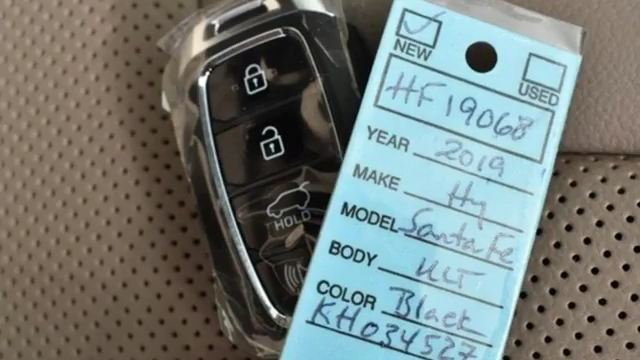 HOLD
NEW
USED
HF19068
YEAR 2019
MAKE Hy
MODEL Santa Fe
BODY ULT
COLOR Black
KH034527